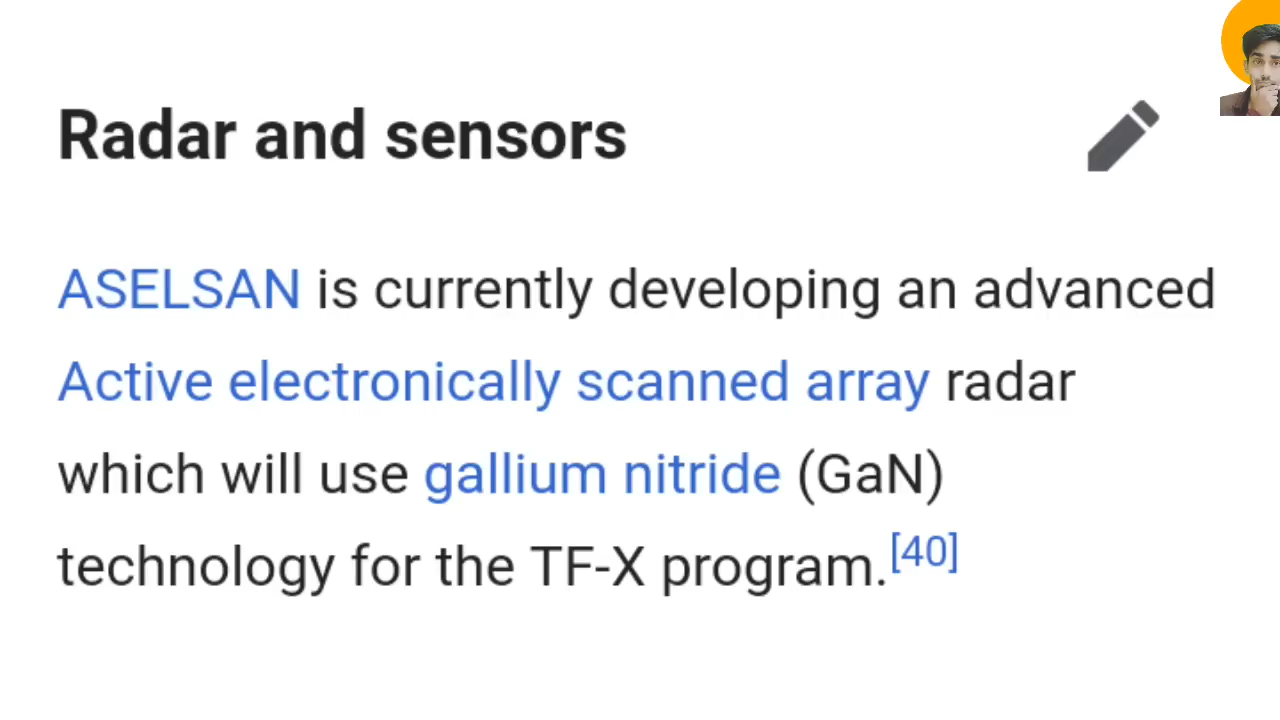 Radar and sensors
ASELSAN is currently developing an advanced
Active electronically scanned array radar
which will use gallium nitride (GaN)
technology for the TF-X program.[40]